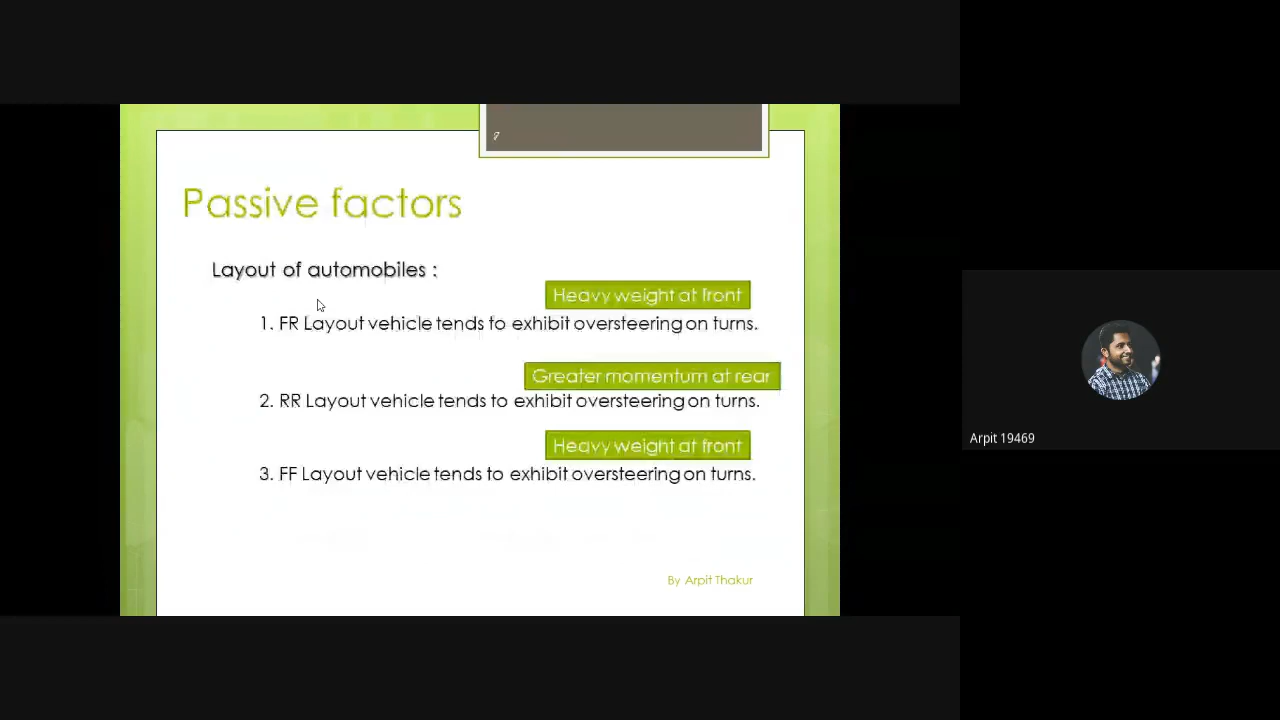 7
Passive factors
Layout of automobiles :
Heavy weight at front
1. FR Layout vehicle tends to exhibit oversteering on turns.
Greater momentum at rear
2. RR Layout vehicle tends to exhibit oversteering on turns.
Heavy weight at front
3. FF Layout vehicle tends to exhibit oversteering on turns.
Arpit 19469
By Arpit Thakur